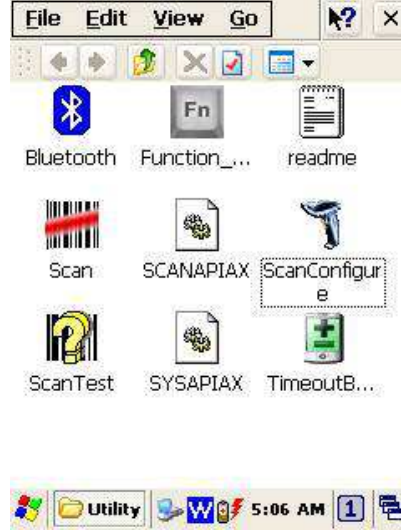 File Edit View Go
Bluetooth Function_... readme
Fn
Scan SCANAPIAX ScanConfigur
e
ScanTest SYSAPIAX TimeoutB...
Utility W 5:06 AM 1